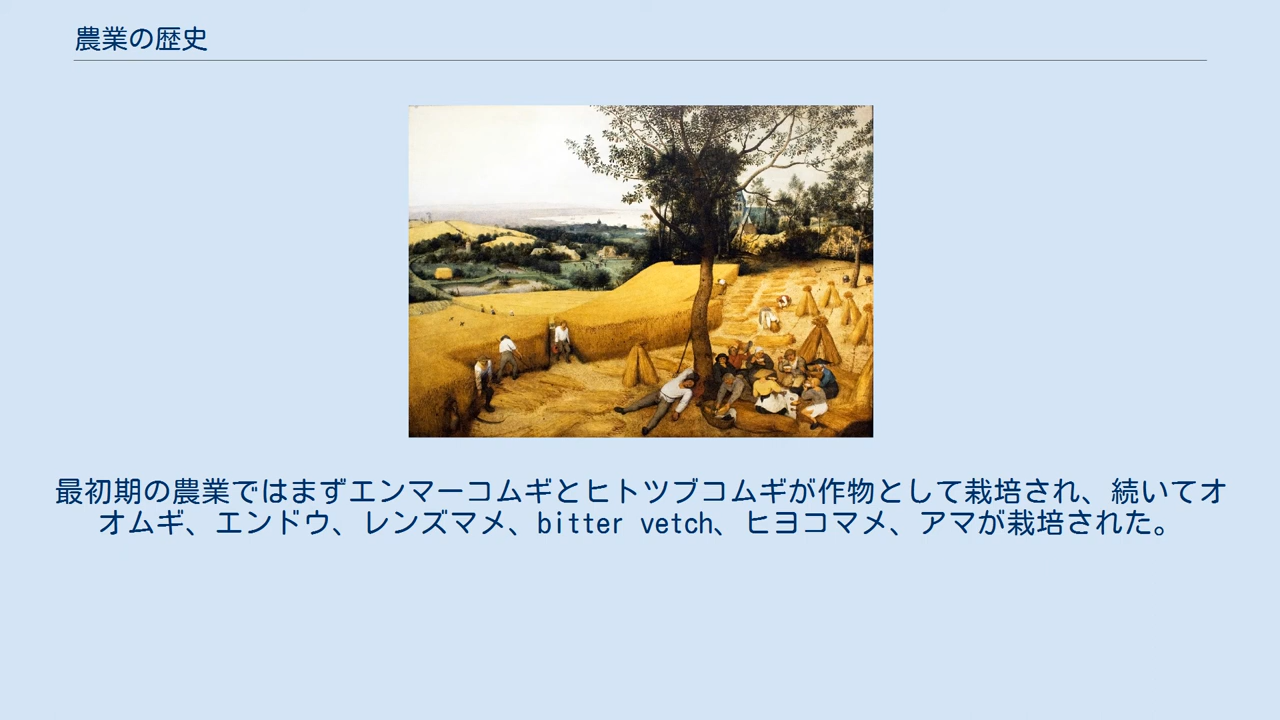 農業の歴史
最初期の農業ではまずエンマーコムギとヒトツブコムギが作物として栽培され、続いてオ
オムギ、エンドウ、レンズマメ、bitter vetch、ヒヨコマメ、アマが栽培された。